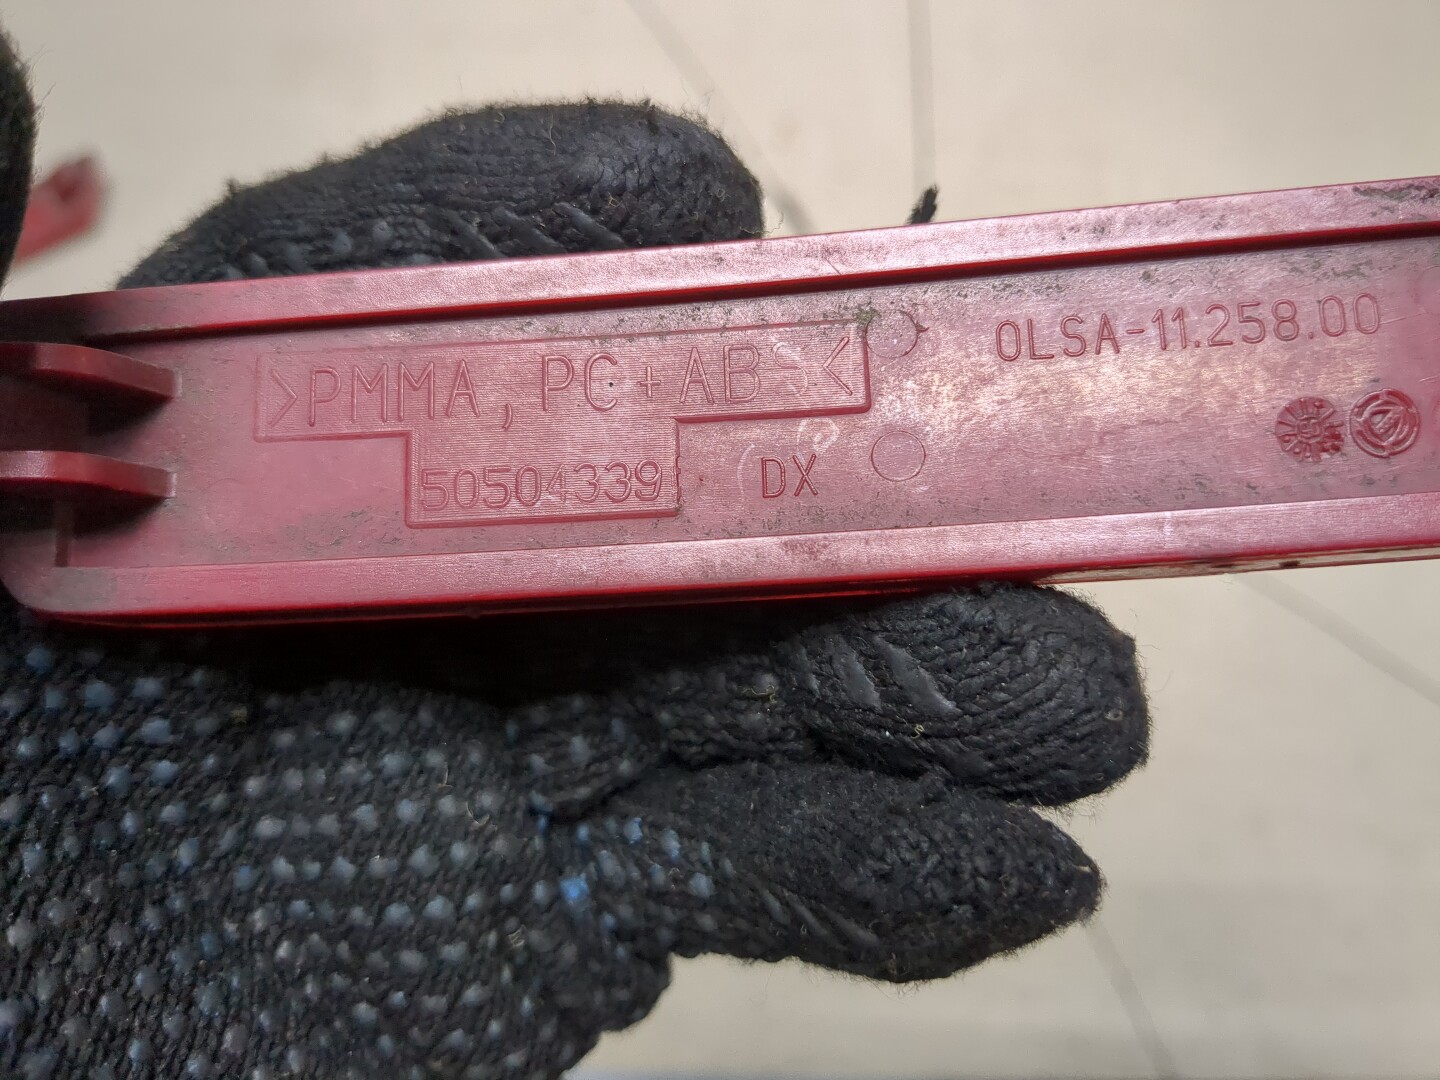 >PMMA, PC+ABS<
50504339
DX
OLSA-11.258.00